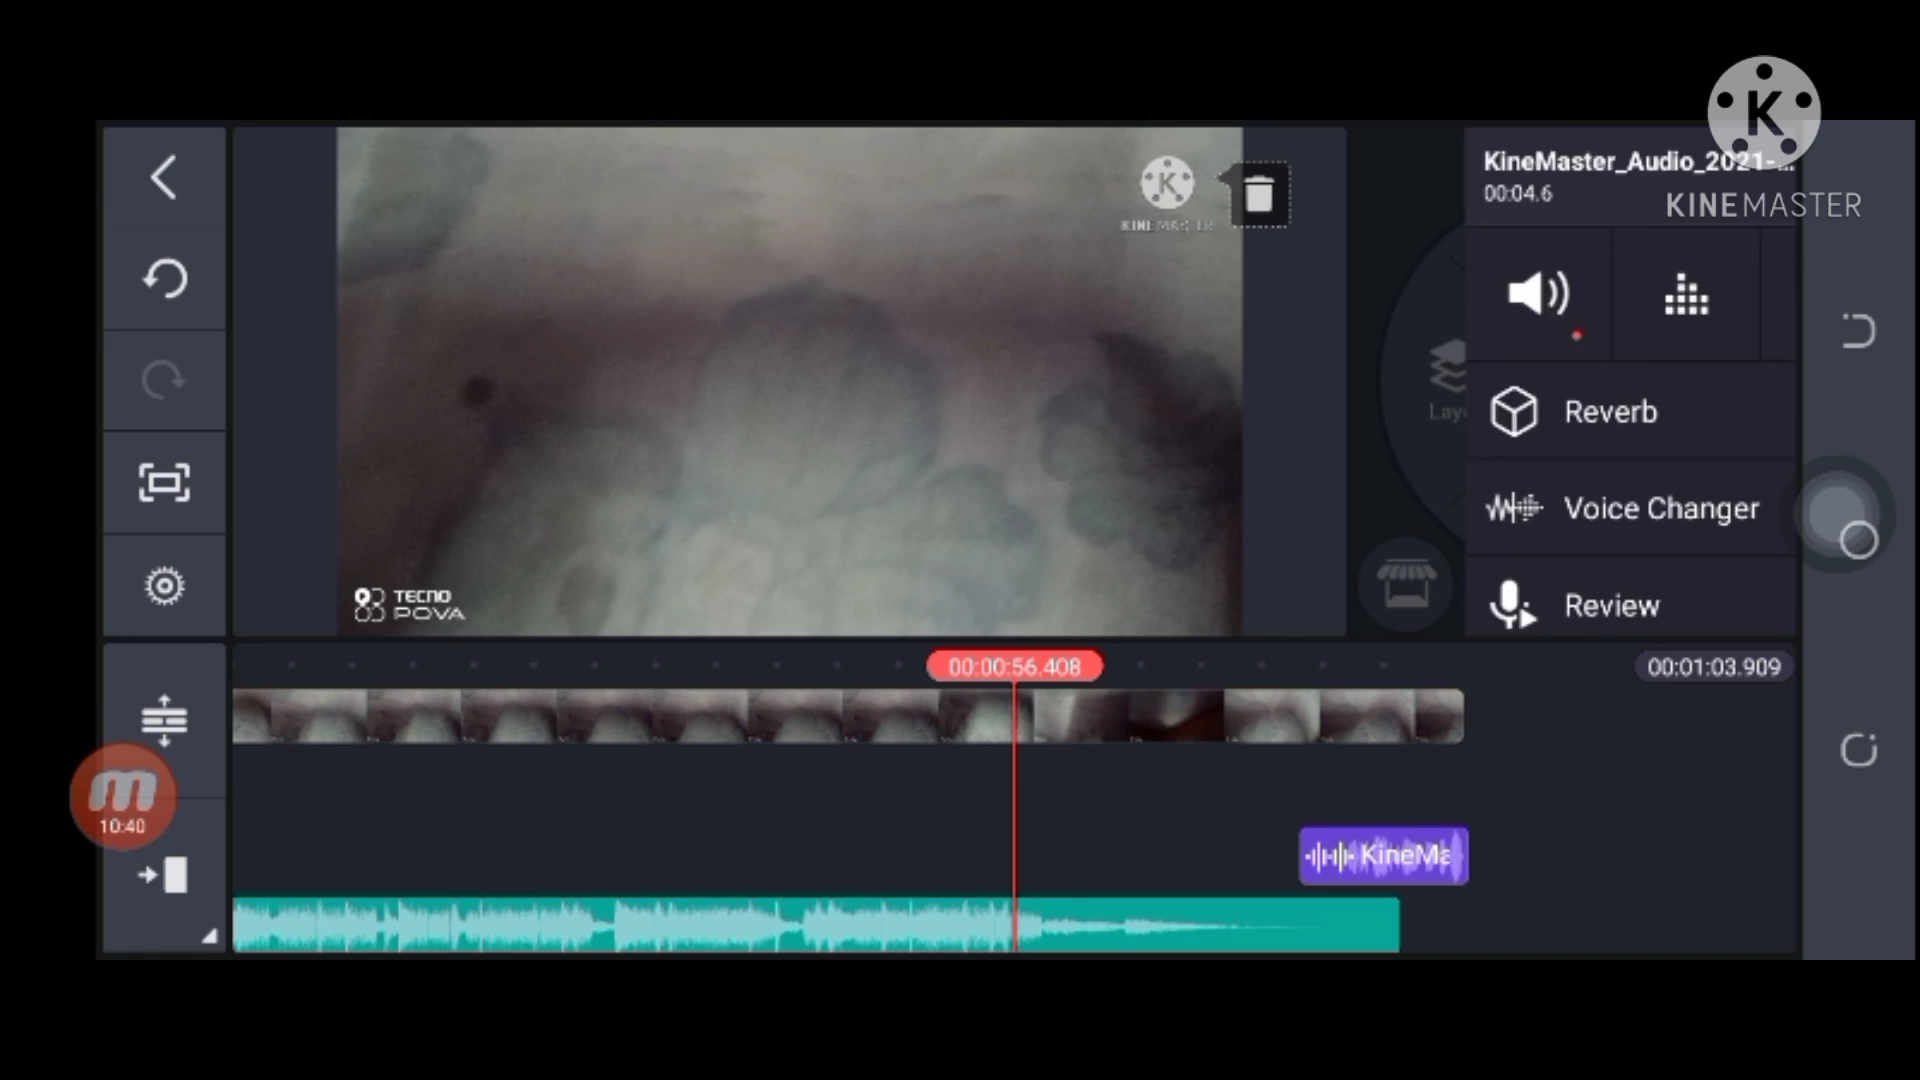 KineMaster_Audio_2021-...
00:04.6
K
KINEMASTER
K
KINEMASTER
Lay
Reverb
Voice Changer
Review
TECNO
POVA
00:00:56.408
00:01:03.909
m
10:40
KineMa